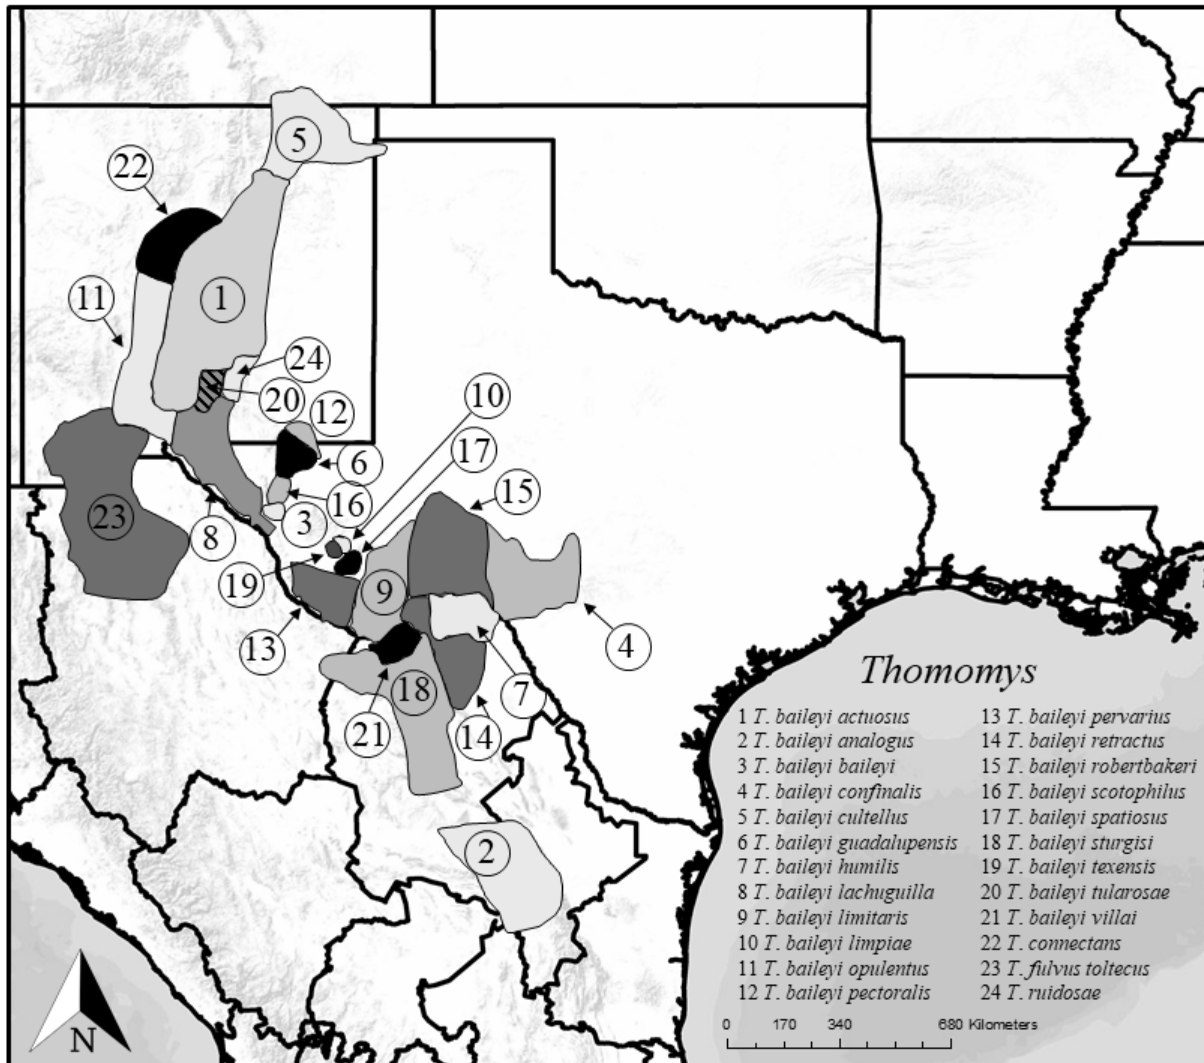 5
22
11
1
24
20
12
10
17
6
16
15
3
23
8
19
9
13
4
18
7
21
14
2
Thomomys
1 T. baileyi actuosus
2 T. baileyi analogus
3 T. baileyi baileyi
4 T. baileyi confinalis
5 T. baileyi cultellus
6 T. baileyi guadalupensis
7 T. baileyi humilis
8 T. baileyi lachuguilla
9 T. baileyi limitaris
10 T. baileyi limpiae
11 T. baileyi opulentus
12 T. baileyi pectoralis
13 T. baileyi pervarius
14 T. baileyi retractus
15 T. baileyi robertbakeri
16 T. baileyi scotophilus
17 T. baileyi spatiosus
18 T. baileyi sturgisi
19 T. baileyi texensis
20 T. baileyi tularosae
21 T. baileyi villai
22 T. connectans
23 T. fulvus toltecus
24 T. ruidosae
0 170 340 680 Kilometers
N